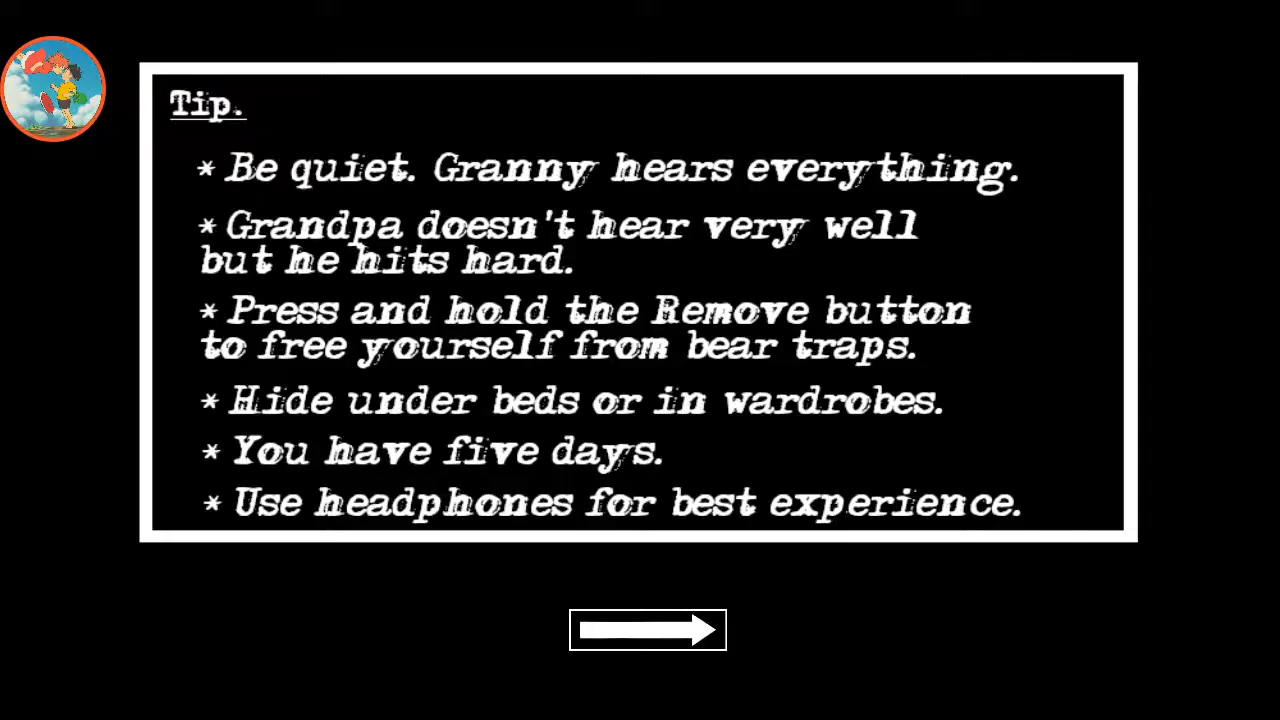 Tip.
* Be quiet. Granny hears everything.
* Grandpa doesn't hear very well
but he hits hard.
* Press and hold the Remove button
to free yourself from bear traps.
* Hide under beds or in wardrobes.
* You have five days.
* Use headphones for best experience.